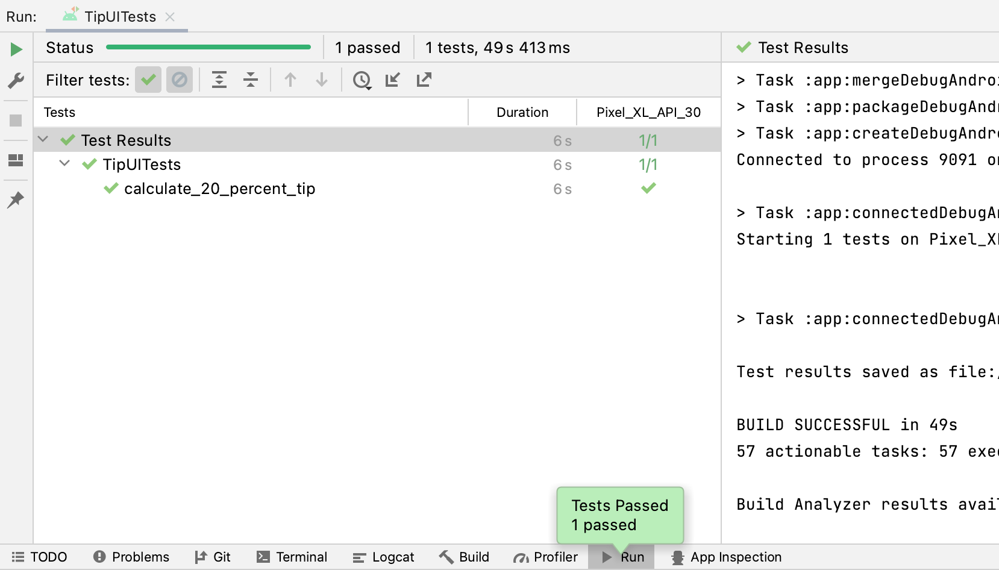 Run: TipUITests
Status 1 passed 1 tests, 49 s 413 ms
Filter tests:
Tests Duration Pixel_XL_API_30
Test Results 6 s 1/1
TipUITests 6 s 1/1
calculate_20_percent_tip 6 s
Test Results
> Task :app:mergeDebugAndroi
> Task :app:packageDebugAnd
> Task :app:createDebugAndro
Connected to process 9091 o
> Task :app:connectedDebugA
Starting 1 tests on Pixel_X
> Task :app:connectedDebugA
Test results saved as file:/
BUILD SUCCESSFUL in 49s
57 actionable tasks: 57 exe
Build Analyzer results avai
Tests Passed
1 passed
TODO Problems Git Terminal Logcat Build Profiler Run App Inspection